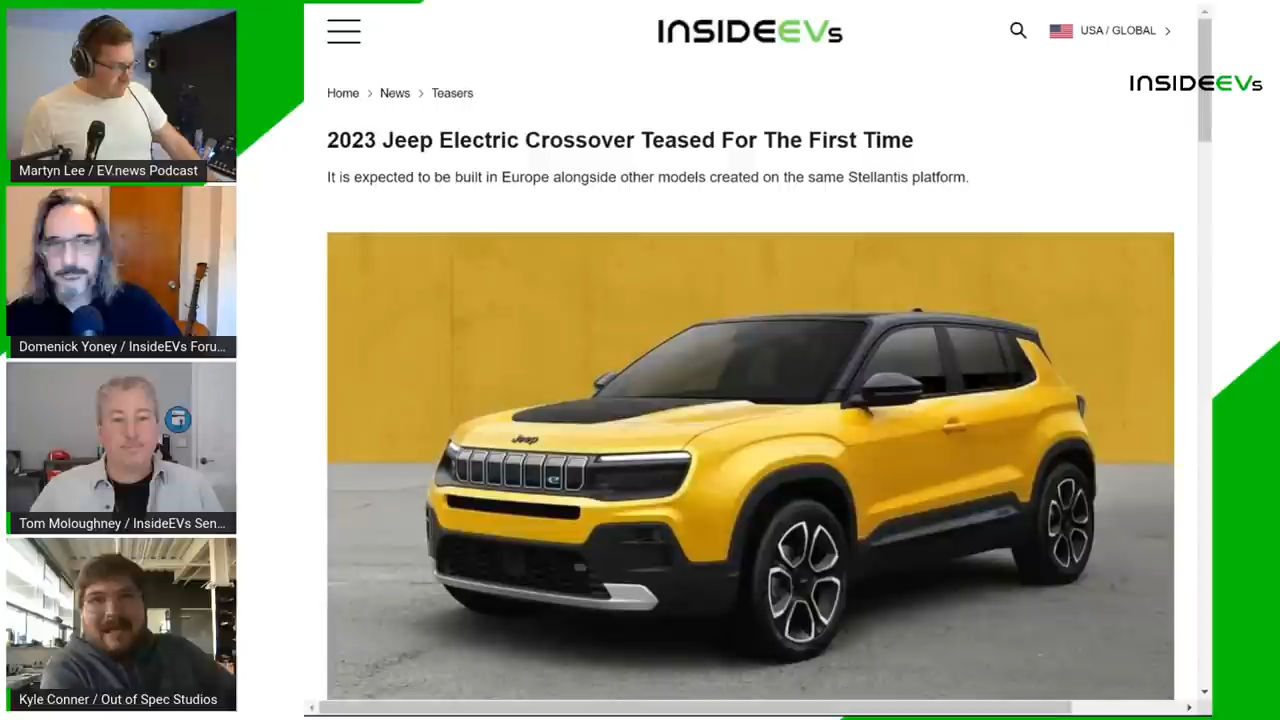 Martyn Lee / EV.news Podcast
Domenick Yoney / InsideEVs Foru...
Tom Moloughney / InsideEVs Sen...
Kyle Conner / Out of Spec Studios
INSIDEEVs
USA / GLOBAL
INSIDEEVs
Home > News > Teasers
2023 Jeep Electric Crossover Teased For The First Time
It is expected to be built in Europe alongside other models created on the same Stellantis platform.
Jeep
e